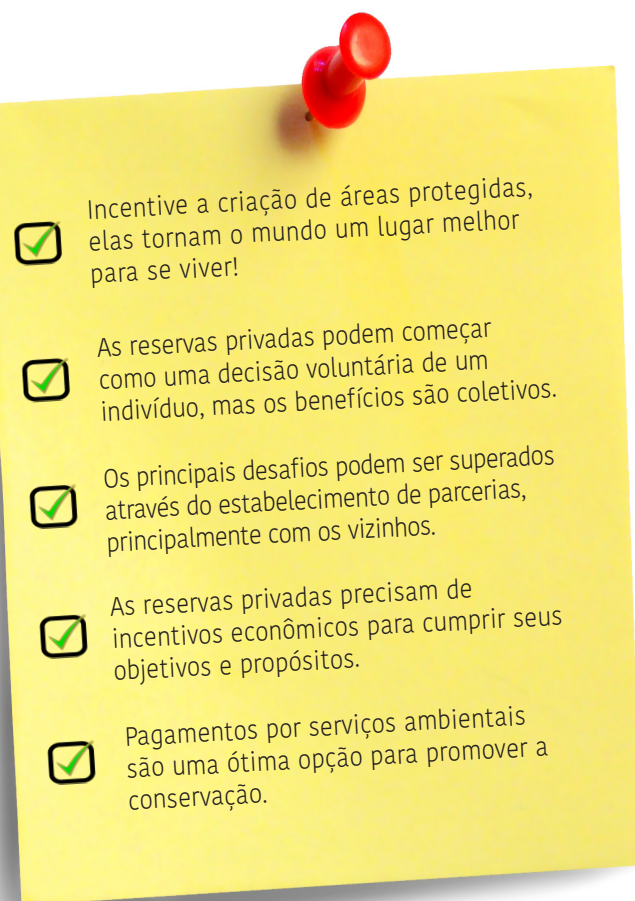 Incentive a criação de áreas protegidas,
elas tornam o mundo um lugar melhor
para se viver!
As reservas privadas podem começar
como uma decisão voluntária de um
indivíduo, mas os benefícios são coletivos.
Os principais desafios podem ser superados
através do estabelecimento de parcerias,
principalmente com os vizinhos.
As reservas privadas precisam de
incentivos econômicos para cumprir seus
objetivos e propósitos.
Pagamentos por serviços ambientais
são uma ótima opção para promover a
conservação.